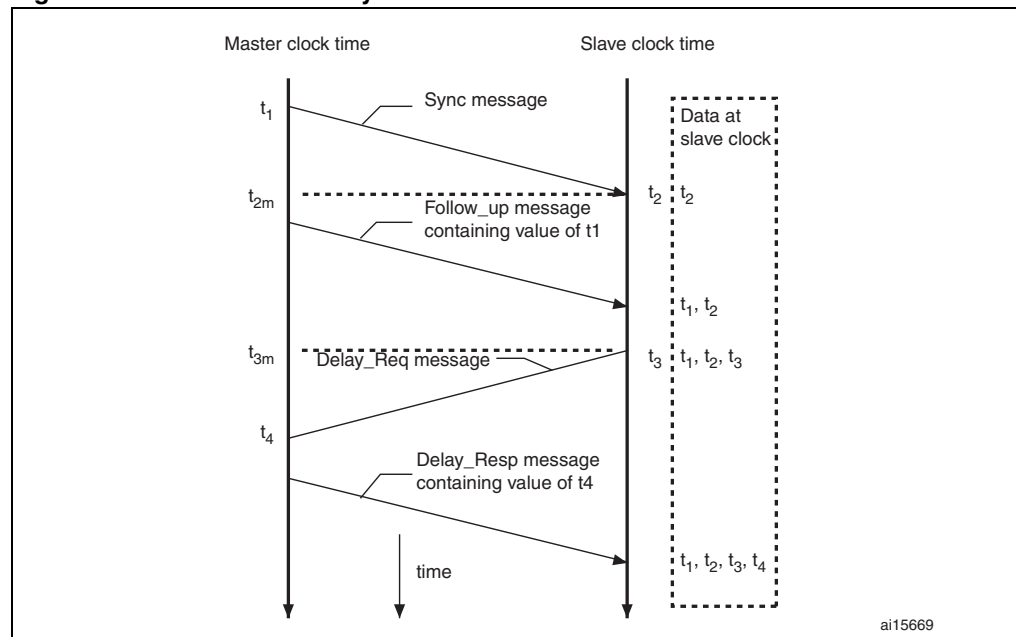 Master clock time
Slave clock time
t1
Sync message
Data at
slave clock
t2m
t2
t2
Follow_up message
containing value of t1
t1, t2
t3m
Delay_Req message
t3
t1, t2, t3
t4
Delay_Resp message
containing value of t4
t1, t2, t3, t4
time
ai15669